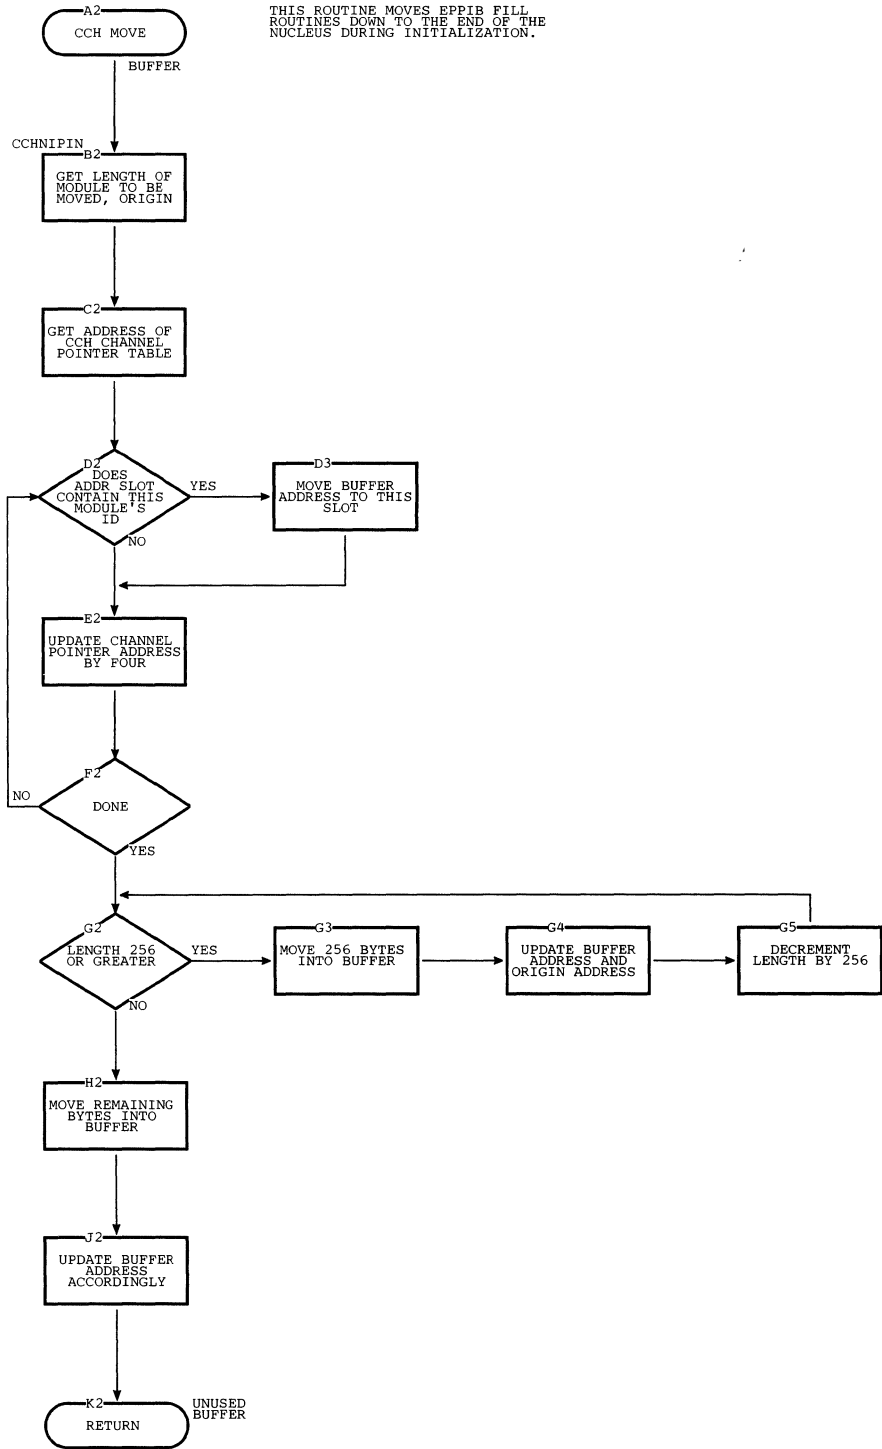 A2
CCH MOVE
THIS ROUTINE MOVES EPPIB FILL
ROUTINES DOWN TO THE END OF THE
NUCLEUS DURING INITIALIZATION.
BUFFER
CCHNIPIN
B2
GET LENGTH OF
MODULE TO BE
MOVED, ORIGIN
C2
GET ADDRESS OF
CCH CHANNEL
POINTER TABLE
D2
DOES
ADDR SLOT
CONTAIN THIS
MODULE'S
ID
YES
NO
D3
MOVE BUFFER
ADDRESS TO THIS
SLOT
E2
UPDATE CHANNEL
POINTER ADDRESS
BY FOUR
F2
DONE
NO
YES
G2
LENGTH 256
OR GREATER
YES
NO
G3
MOVE 256 BYTES
INTO BUFFER
G4
UPDATE BUFFER
ADDRESS AND
ORIGIN ADDRESS
G5
DECREMENT
LENGTH BY 256
H2
MOVE REMAINING
BYTES INTO
BUFFER
J2
UPDATE BUFFER
ADDRESS
ACCORDINGLY
K2
RETURN
UNUSED
BUFFER